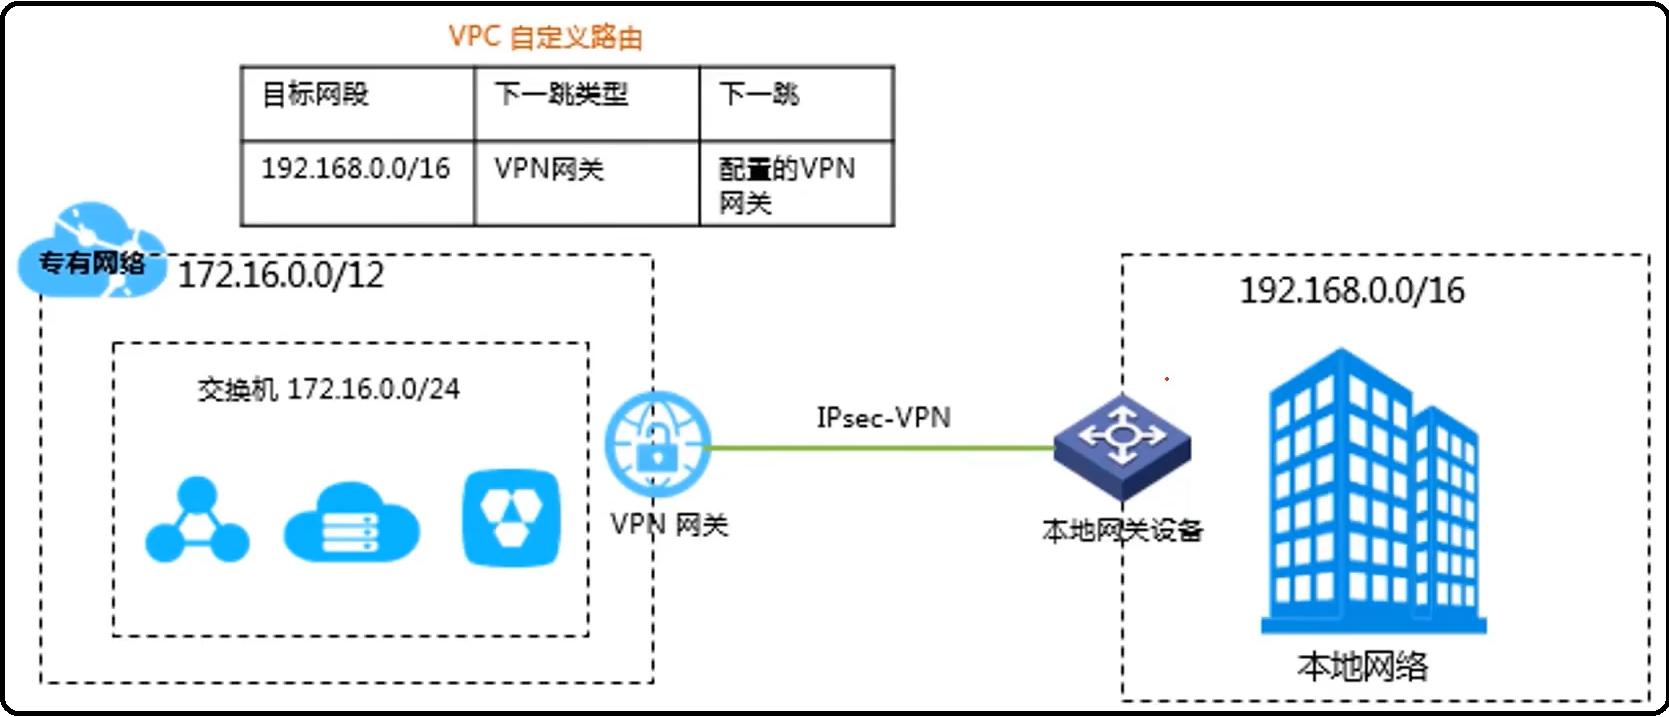 VPC 自定义路由
目标网段 下一跳类型 下一跳
192.168.0.0/16 VPN网关 配置的VPN
网关
专有网络 172.16.0.0/12
192.168.0.0/16
交换机 172.16.0.0/24
IPsec-VPN
VPN 网关
本地网关设备
本地网络